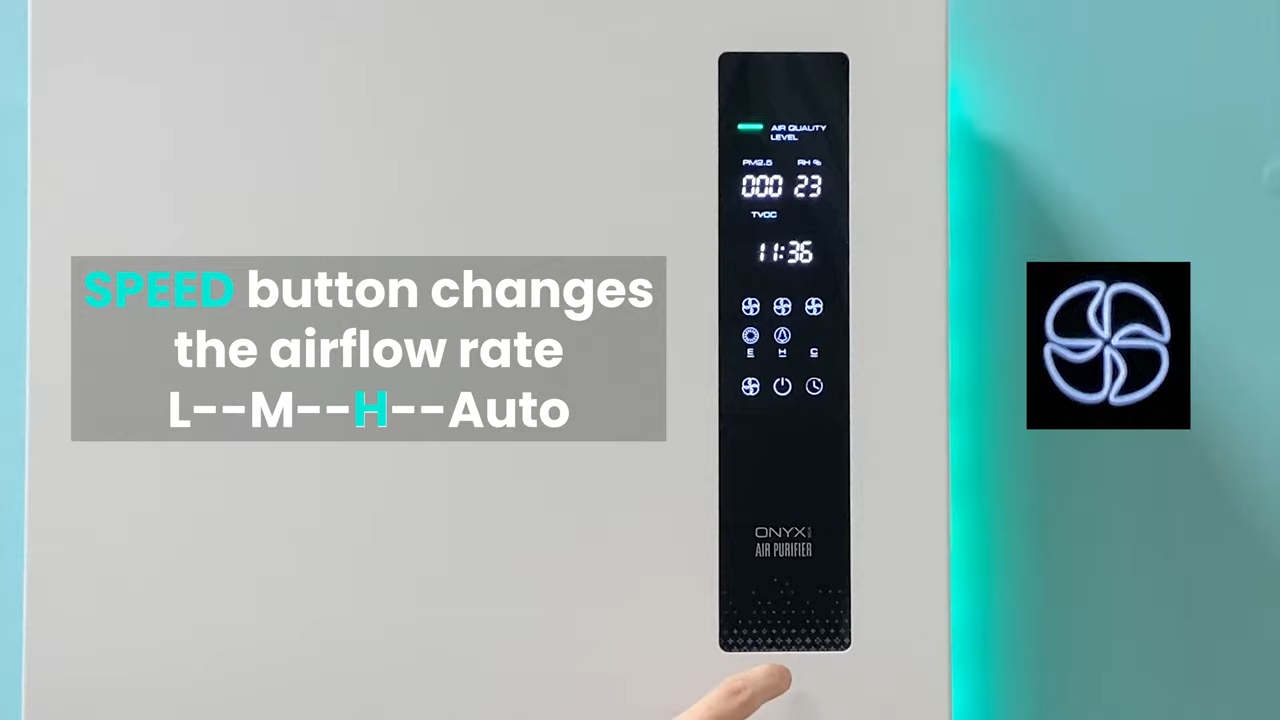 SPEED button changes
the airflow rate
L--M--H--Auto
AIR QUALITY
LEVEL
PM2.5 RH %
000 23
TVOC
11:36
E H C
ONYX
AIR PURIFIER